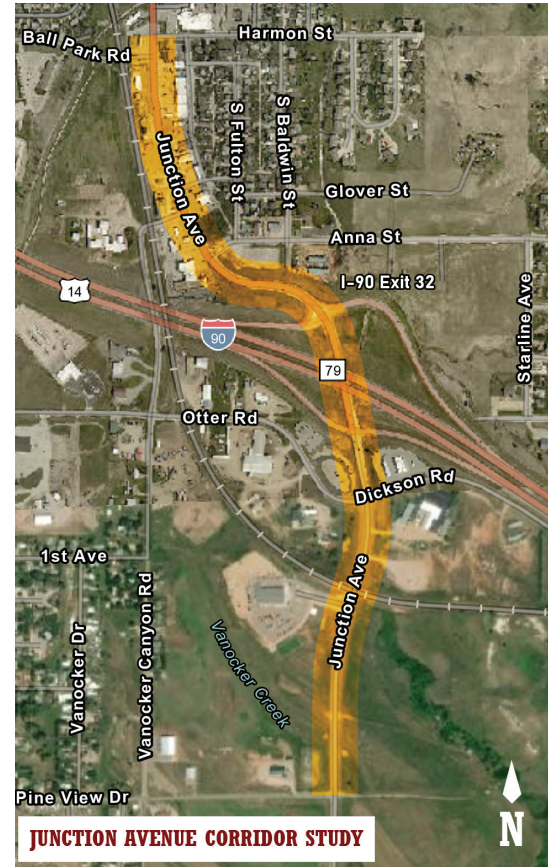 Ball Park Rd
Harmon St
S Fulton St
S Baldwin St
Junction Ave
Glover St
Anna St
I-90 Exit 32
14
90
Starline Ave
79
Otter Rd
Dickson Rd
1st Ave
Junction Ave
Vanocker Dr
Vanocker Canyon Rd
Vanocker Creek
Pine View Dr
JUNCTION AVENUE CORRIDOR STUDY
N